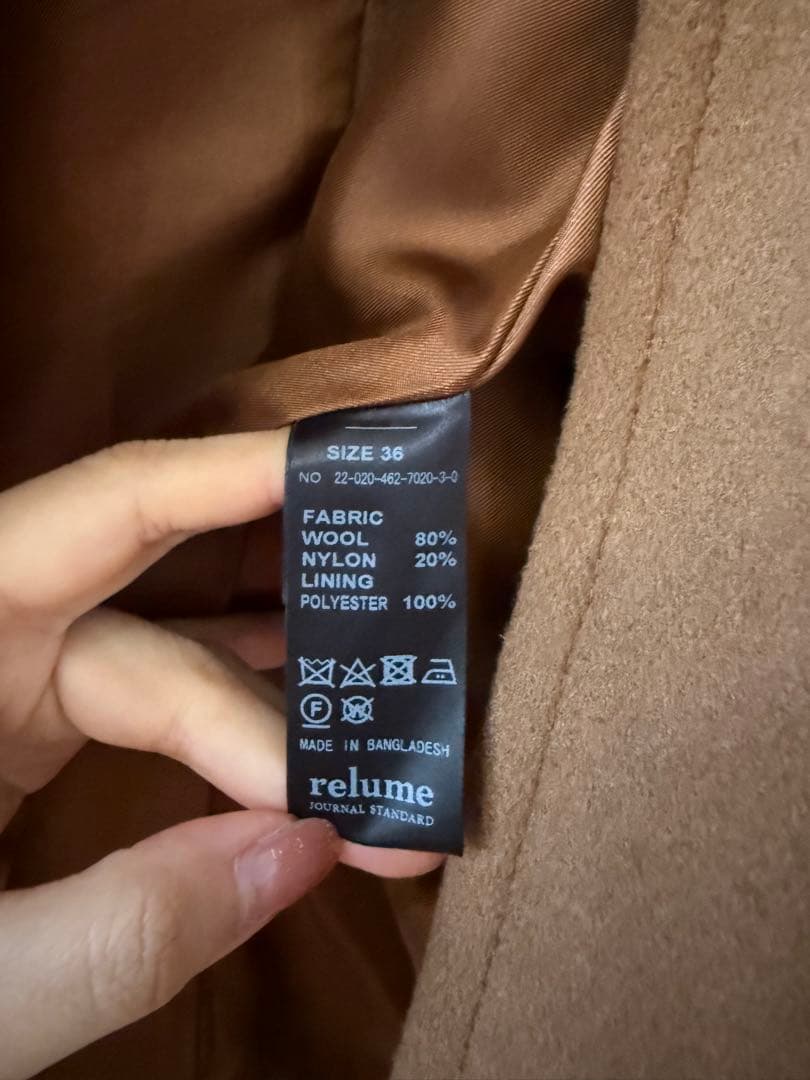 SIZE 36
NO 22-020-462-7020-3-0
FABRIC
WOOL 80%
NYLON 20%
LINING
POLYESTER 100%
F W
MADE IN BANGLADESH
relume
JOURNAL STANDARD